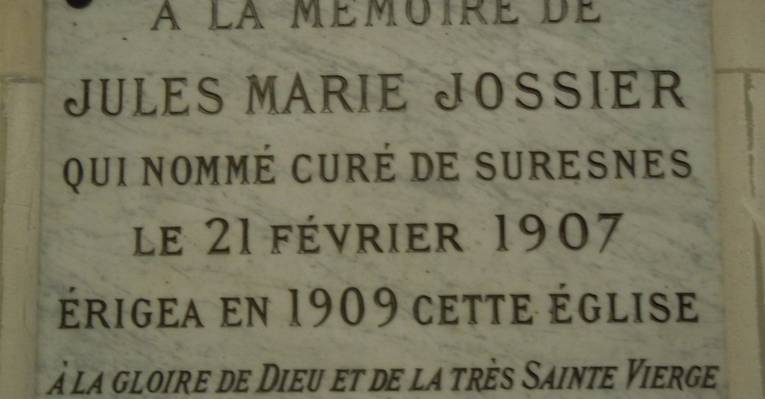 A LA MÉMOIRE DE
JULES MARIE JOSSIER
QUI NOMMÉ CURÉ DE SURESNES
LE 21 FÉVRIER 1907
ÉRIGEA EN 1909 CETTE ÉGLISE
À LA GLOIRE DE DIEU ET DE LA TRÈS SAINTE VIERGE